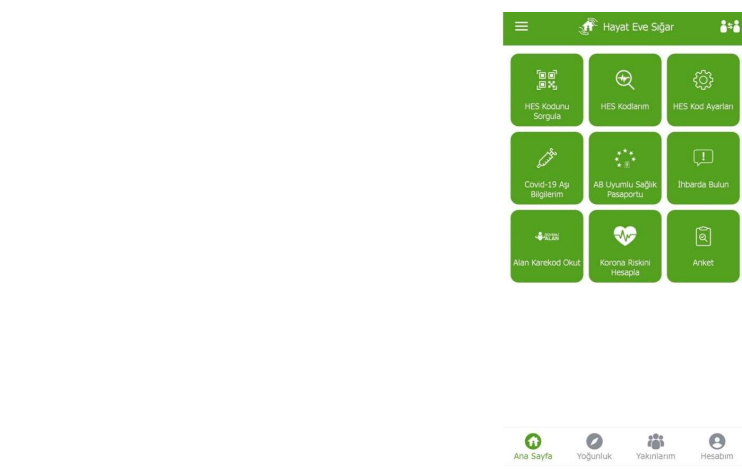 Hayat Eve Sığar
HES Kodunu
Sorgula
HES Kodlarım
HES Kod Ayarları
Covid-19 Aşı
Bilgilerim
AB Uyumlu Sağlık
Pasaportu
İhbarda Bulun
Alan Karekod Okut
Korona Riskini
Hesapla
Anket
Ana Sayfa
Yoğunluk
Yakınlarım
Hesabım